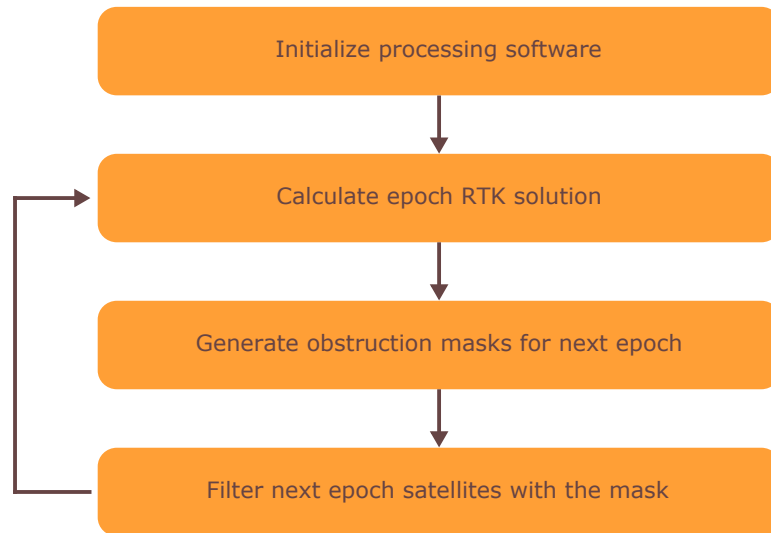 Initialize processing software
Calculate epoch RTK solution
Generate obstruction masks for next epoch
Filter next epoch satellites with the mask